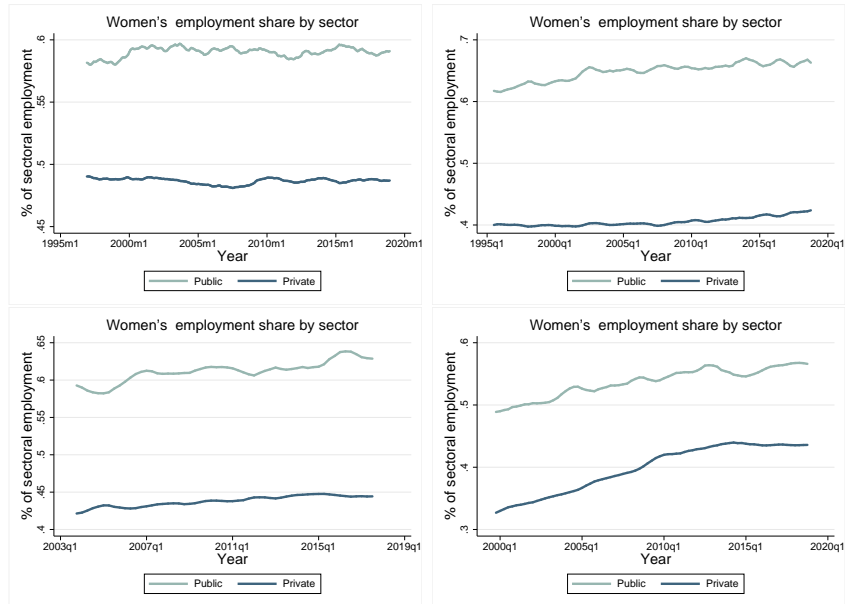 Women's  employment share by sector
% of sectoral employment
.6
.55
.5
.45
1995m1 2000m1 2005m1 2010m1 2015m1 2020m1
Year
Public Private
Women's  employment share by sector
% of sectoral employment
.7
.6
.5
.4
1995q1 2000q1 2005q1 2010q1 2015q1 2020q1
Year
Public Private
Women's  employment share by sector
% of sectoral employment
.65
.6
.55
.5
.45
.4
2003q1 2007q1 2011q1 2015q1 2019q1
Year
Public Private
Women's  employment share by sector
% of sectoral employment
.6
.5
.4
.3
2000q1 2005q1 2010q1 2015q1 2020q1
Year
Public Private